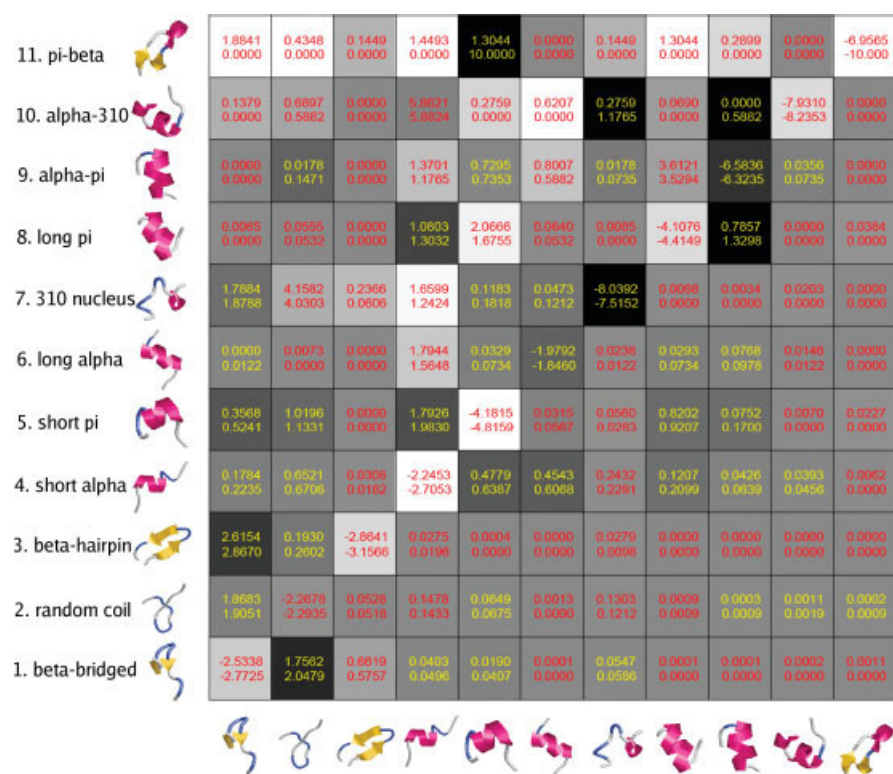 11. pi-beta
1.8841 0.4348 0.1449 1.4493 1.3044 0.0000 0.1449 1.3044 0.2899 0.0000 -6.9565
0.0000 0.0000 0.0000 0.0000 10.0000 0.0000 0.0000 0.0000 0.0000 0.0000 -10.000
10. alpha-310
0.1379 0.6897 0.0000 5.8621 0.2759 0.6207 0.2759 0.0690 0.0000 -7.9310 0.0000
0.0000 0.5882 0.0000 5.8824 0.0000 0.0000 1.1765 0.0000 0.5882 -8.2353 0.0000
9. alpha-pi
0.0000 0.0178 0.0000 1.3701 0.7295 0.8007 0.0178 3.6121 -6.5836 0.0356 0.0000
0.0000 0.1471 0.0000 1.1765 0.7353 0.5882 0.0735 3.5294 -6.3235 0.0735 0.0000
8. long pi
0.0085 0.0555 0.0000 1.0803 2.0666 0.0640 0.0085 -4.1076 0.7857 0.0000 0.0384
0.0000 0.0532 0.0000 1.3032 1.6755 0.0532 0.0000 -4.4149 1.3298 0.0000 0.0000
7. 310 nucleus
1.7884 4.1582 0.2366 1.6599 0.1183 0.0473 -8.0392 0.0068 0.0034 0.0203 0.0000
1.8788 4.0303 0.0606 1.2424 0.1818 0.1212 -7.5152 0.0000 0.0000 0.0000 0.0000
6. long alpha
0.0000 0.0073 0.0000 1.7944 0.0329 -1.9792 0.0238 0.0293 0.0768 0.0146 0.0000
0.0122 0.0000 0.0000 1.5648 0.0734 -1.8460 0.0122 0.0734 0.0978 0.0122 0.0000
5. short pi
0.3568 1.0196 0.0000 1.7926 -4.1815 0.0315 0.0560 0.8202 0.0752 0.0070 0.0227
0.5241 1.1331 0.0000 1.9830 -4.8159 0.0567 0.0283 0.9207 0.1700 0.0000 0.0000
4. short alpha
0.1784 0.6521 0.0308 -2.2453 0.4779 0.4543 0.2432 0.1207 0.0426 0.0393 0.0062
0.2235 0.6706 0.0182 -2.7053 0.6387 0.6068 0.2281 0.2099 0.0639 0.0456 0.0000
3. beta-hairpin
2.6154 0.1930 -2.8641 0.0275 0.0004 0.0000 0.0279 0.0000 0.0000 0.0000 0.0000
2.8670 0.2602 -3.1566 0.0196 0.0000 0.0000 0.0098 0.0000 0.0000 0.0000 0.0000
2. random coil
1.8683 -2.2678 0.0528 0.1478 0.0649 0.0013 0.1303 0.0009 0.0003 0.0011 0.0002
1.9051 -2.2935 0.0518 0.1433 0.0675 0.0000 0.1212 0.0009 0.0009 0.0019 0.0009
1. beta-bridged
-2.5338 1.7562 0.6619 0.0403 0.0190 0.0001 0.0547 0.0001 0.0001 0.0002 0.0011
-2.7725 2.0479 0.5757 0.0496 0.0407 0.0000 0.0586 0.0000 0.0000 0.0000 0.0000